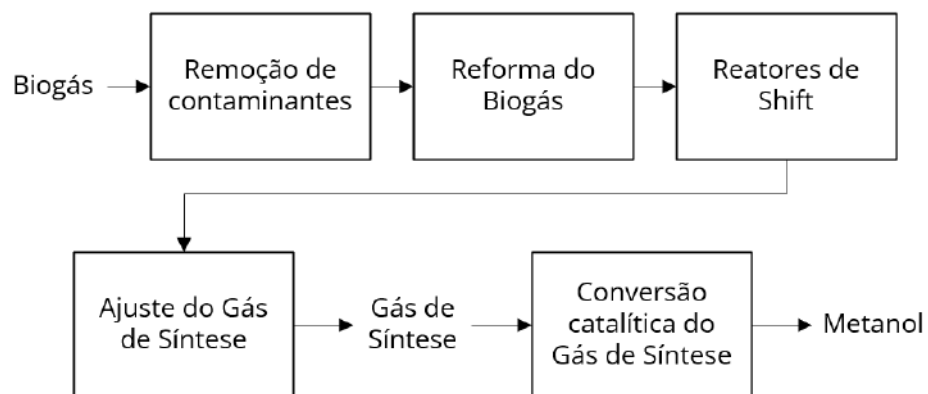 Biogás
Remoção de
contaminantes
Reforma do
Biogás
Reatores de
Shift
Ajuste do Gás
de Síntese
Gás de
Síntese
Conversão
catalítica do
Gás de Síntese
Metanol